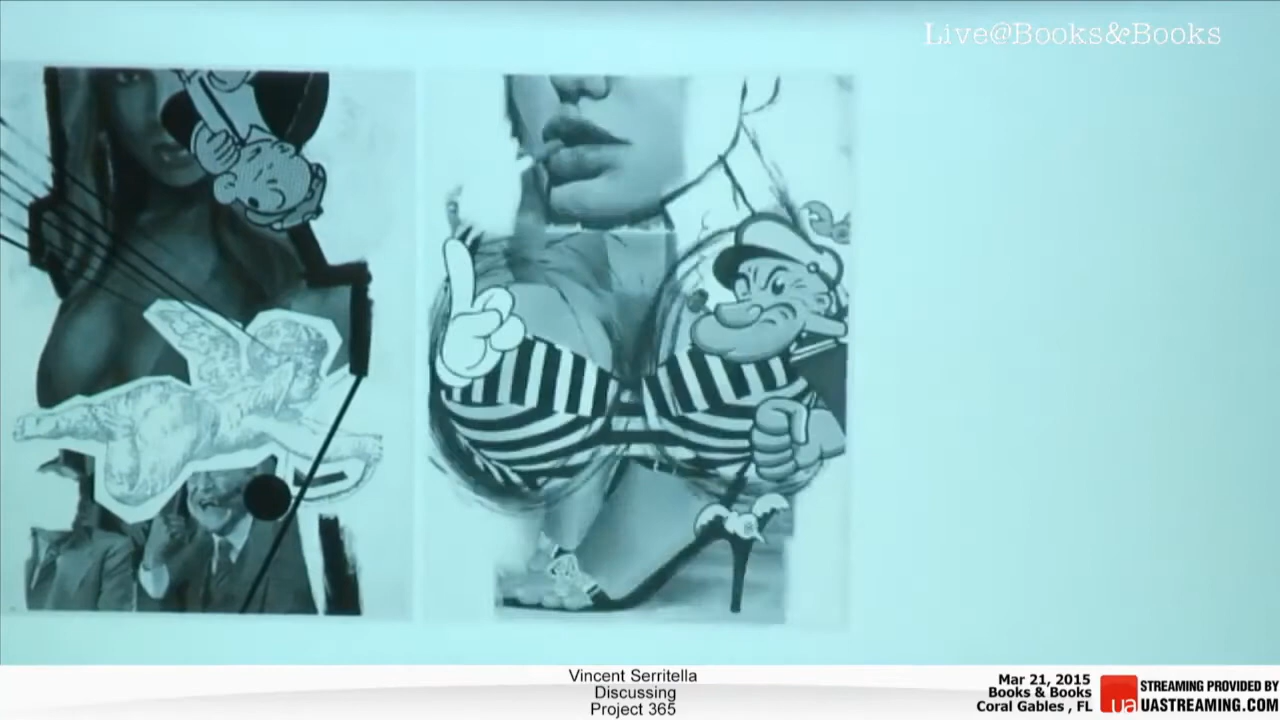 Live@Books&Books
Vincent Serritella
Discussing
Project 365
Mar 21, 2015
Books & Books
Coral Gables , FL
ua
STREAMING PROVIDED BY
UASTREAMING.COM